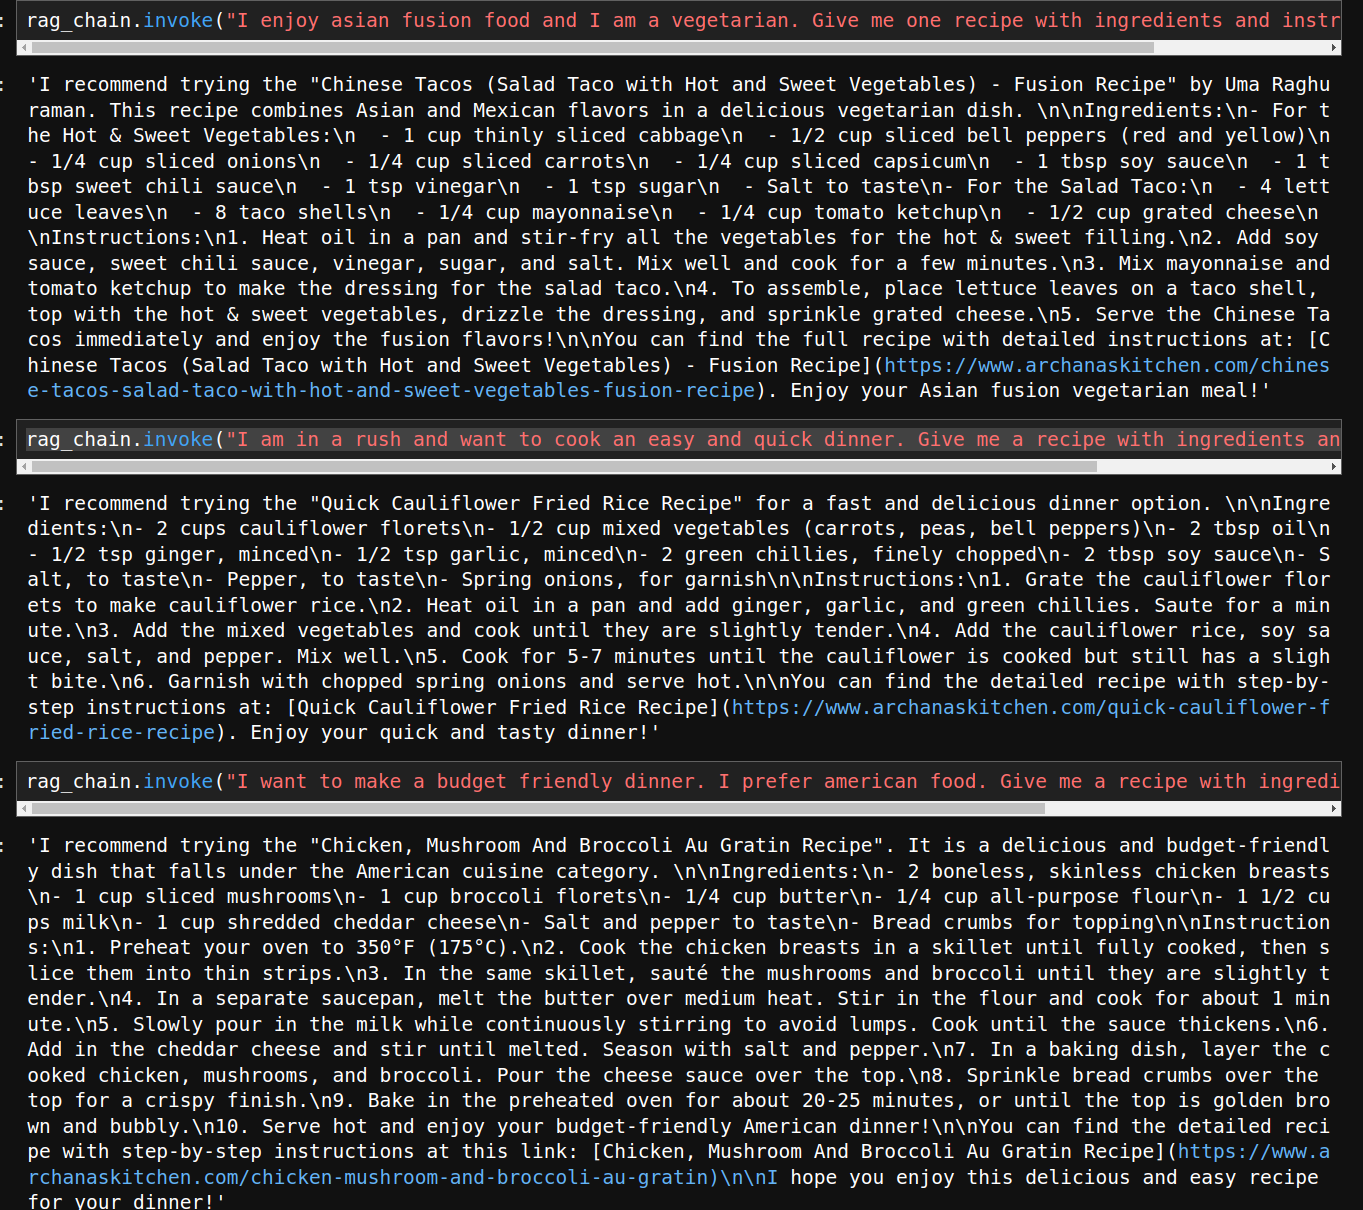 : rag_chain.invoke("I enjoy asian fusion food and I am a vegetarian. Give me one recipe with ingredients and instr
: 'I recommend trying the "Chinese Tacos (Salad Taco with Hot and Sweet Vegetables) - Fusion Recipe" by Uma Raghu
raman. This recipe combines Asian and Mexican flavors in a delicious vegetarian dish. \n\nIngredients:\n- For t
he Hot & Sweet Vegetables:\n  - 1 cup thinly sliced cabbage\n  - 1/2 cup sliced bell peppers (red and yellow)\n
- 1/4 cup sliced onions\n  - 1/4 cup sliced carrots\n  - 1/4 cup sliced capsicum\n  - 1 tbsp soy sauce\n  - 1 t
bsp sweet chili sauce\n  - 1 tsp vinegar\n  - 1 tsp sugar\n  - Salt to taste\n- For the Salad Taco:\n  - 4 lett
uce leaves\n  - 8 taco shells\n  - 1/4 cup mayonnaise\n  - 1/4 cup tomato ketchup\n  - 1/2 cup grated cheese\n
\nInstructions:\n1. Heat oil in a pan and stir-fry all the vegetables for the hot & sweet filling.\n2. Add soy
sauce, sweet chili sauce, vinegar, sugar, and salt. Mix well and cook for a few minutes.\n3. Mix mayonnaise and
tomato ketchup to make the dressing for the salad taco.\n4. To assemble, place lettuce leaves on a taco shell,
top with the hot & sweet vegetables, drizzle the dressing, and sprinkle grated cheese.\n5. Serve the Chinese Ta
cos immediately and enjoy the fusion flavors!\n\nYou can find the full recipe with detailed instructions at: [C
hinese Tacos (Salad Taco with Hot and Sweet Vegetables) - Fusion Recipe](https://www.archanaskitchen.com/chines
e-tacos-salad-taco-with-hot-and-sweet-vegetables-fusion-recipe). Enjoy your Asian fusion vegetarian meal!'
: rag_chain.invoke("I am in a rush and want to cook an easy and quick dinner. Give me a recipe with ingredients an
: 'I recommend trying the "Quick Cauliflower Fried Rice Recipe" for a fast and delicious dinner option. \n\nIngre
dients:\n- 2 cups cauliflower florets\n- 1/2 cup mixed vegetables (carrots, peas, bell peppers)\n- 2 tbsp oil\n
- 1/2 tsp ginger, minced\n- 1/2 tsp garlic, minced\n- 2 green chillies, finely chopped\n- 2 tbsp soy sauce\n- S
alt, to taste\n- Pepper, to taste\n- Spring onions, for garnish\n\nInstructions:\n1. Grate the cauliflower flor
ets to make cauliflower rice.\n2. Heat oil in a pan and add ginger, garlic, and green chillies. Saute for a min
ute.\n3. Add the mixed vegetables and cook until they are slightly tender.\n4. Add the cauliflower rice, soy sa
uce, salt, and pepper. Mix well.\n5. Cook for 5-7 minutes until the cauliflower is cooked but still has a sligh
t bite.\n6. Garnish with chopped spring onions and serve hot.\n\nYou can find the detailed recipe with step-by-
step instructions at: [Quick Cauliflower Fried Rice Recipe](https://www.archanaskitchen.com/quick-cauliflower-f
ried-rice-recipe). Enjoy your quick and tasty dinner!'
: rag_chain.invoke("I want to make a budget friendly dinner. I prefer american food. Give me a recipe with ingredi
: 'I recommend trying the "Chicken, Mushroom And Broccoli Au Gratin Recipe". It is a delicious and budget-friendl
y dish that falls under the American cuisine category. \n\nIngredients:\n- 2 boneless, skinless chicken breasts
\n- 1 cup sliced mushrooms\n- 1 cup broccoli florets\n- 1/4 cup butter\n- 1/4 cup all-purpose flour\n- 1 1/2 cu
ps milk\n- 1 cup shredded cheddar cheese\n- Salt and pepper to taste\n- Bread crumbs for topping\n\nInstruction
s:\n1. Preheat your oven to 350°F (175°C).\n2. Cook the chicken breasts in a skillet until fully cooked, then s
lice them into thin strips.\n3. In the same skillet, sauté the mushrooms and broccoli until they are slightly t
ender.\n4. In a separate saucepan, melt the butter over medium heat. Stir in the flour and cook for about 1 min
ute.\n5. Slowly pour in the milk while continuously stirring to avoid lumps. Cook until the sauce thickens.\n6.
Add in the cheddar cheese and stir until melted. Season with salt and pepper.\n7. In a baking dish, layer the c
ooked chicken, mushrooms, and broccoli. Pour the cheese sauce over the top.\n8. Sprinkle bread crumbs over the
top for a crispy finish.\n9. Bake in the preheated oven for about 20-25 minutes, or until the top is golden bro
wn and bubbly.\n10. Serve hot and enjoy your budget-friendly American dinner!\n\nYou can find the detailed reci
pe with step-by-step instructions at this link: [Chicken, Mushroom And Broccoli Au Gratin Recipe](https://www.a
rchanaskitchen.com/chicken-mushroom-and-broccoli-au-gratin)\n\nI hope you enjoy this delicious and easy recipe
for your dinner!'